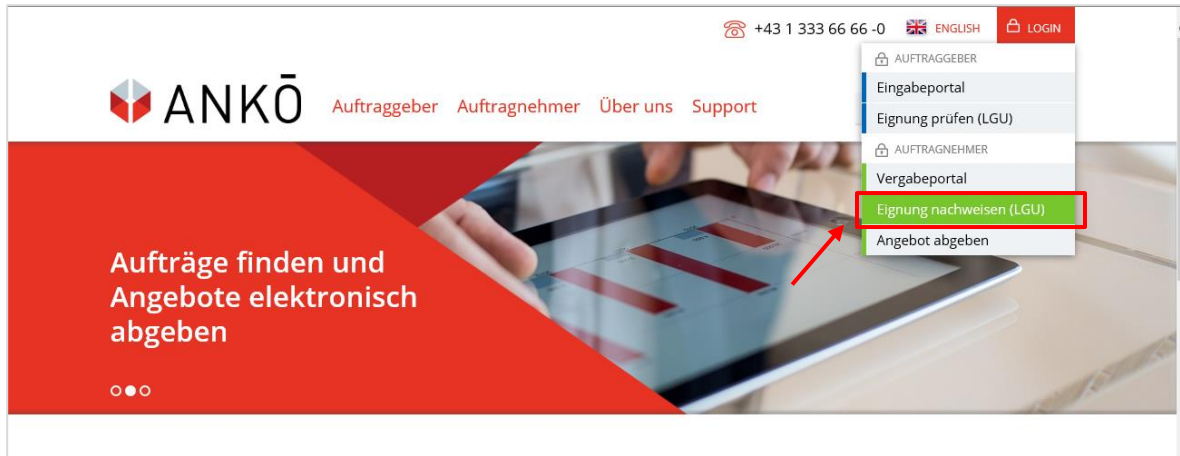 +43 1 333 66 66 -0 ENGLISH LOGIN
AUFTRAGGEBER
Eingabeportal
Eignung prüfen (LGU)
AUFTRAGNEHMER
Vergabeportal
Eignung nachweisen (LGU)
Angebot abgeben
ANKŌ Auftraggeber Auftragnehmer Über uns Support
Aufträge finden und
Angebote elektronisch
abgeben